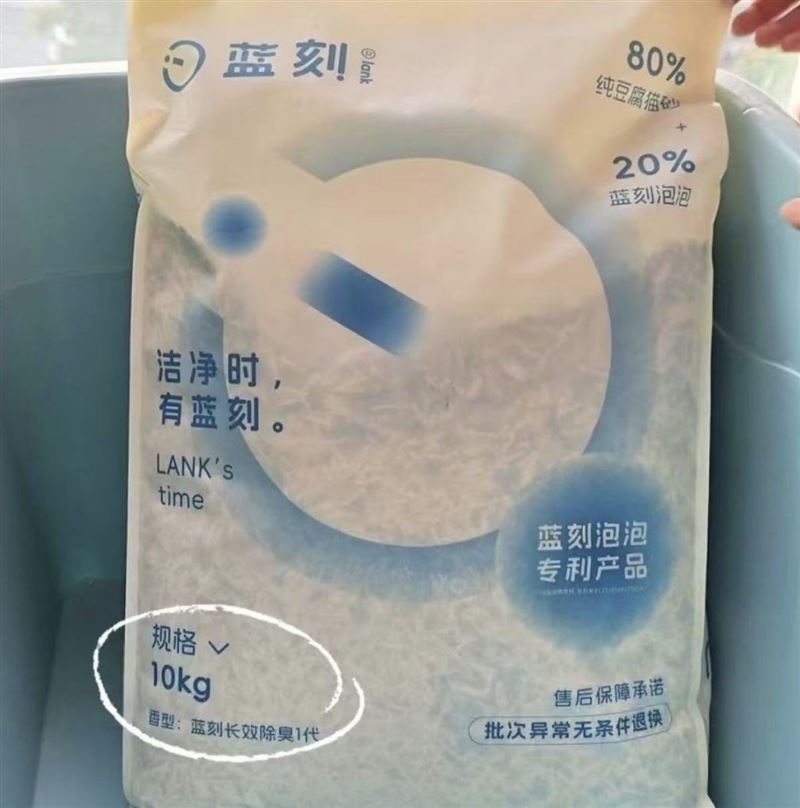 蓝刻
@lank
80%
纯豆腐猫砂
+
20%
蓝刻泡泡
洁净时，
有蓝刻。
LANK's
time
蓝刻泡泡
专利产品
规格
10kg
香型：蓝刻长效除臭1代
售后保障承诺
批次异常无条件退换